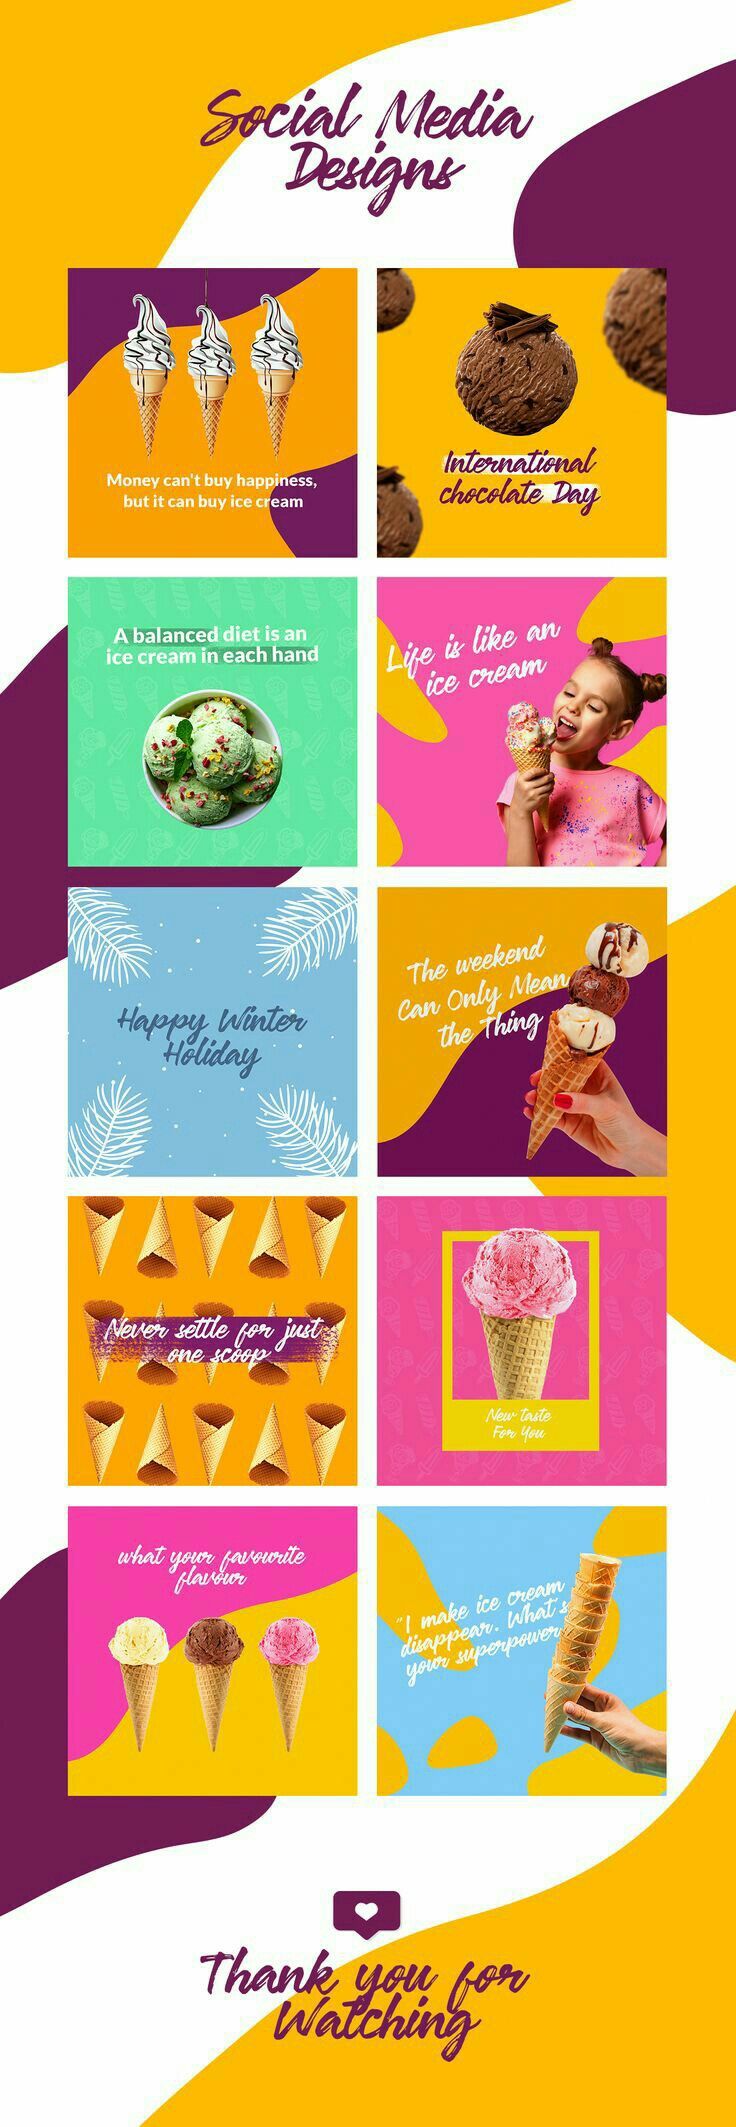 Social Media
Designs
Money can't buy happiness,
but it can buy ice cream
International
chocolate Day
A balanced diet is an
ice cream in each hand
Life is like an
ice cream
Happy Winter
Holiday
The weekend
Can Only Mean
the Thing
Never settle for just
one scoop
New taste
For You
what your favourite
flavour
"I make ice cream
disappear. What's
your superpower
Thank you for
Watching